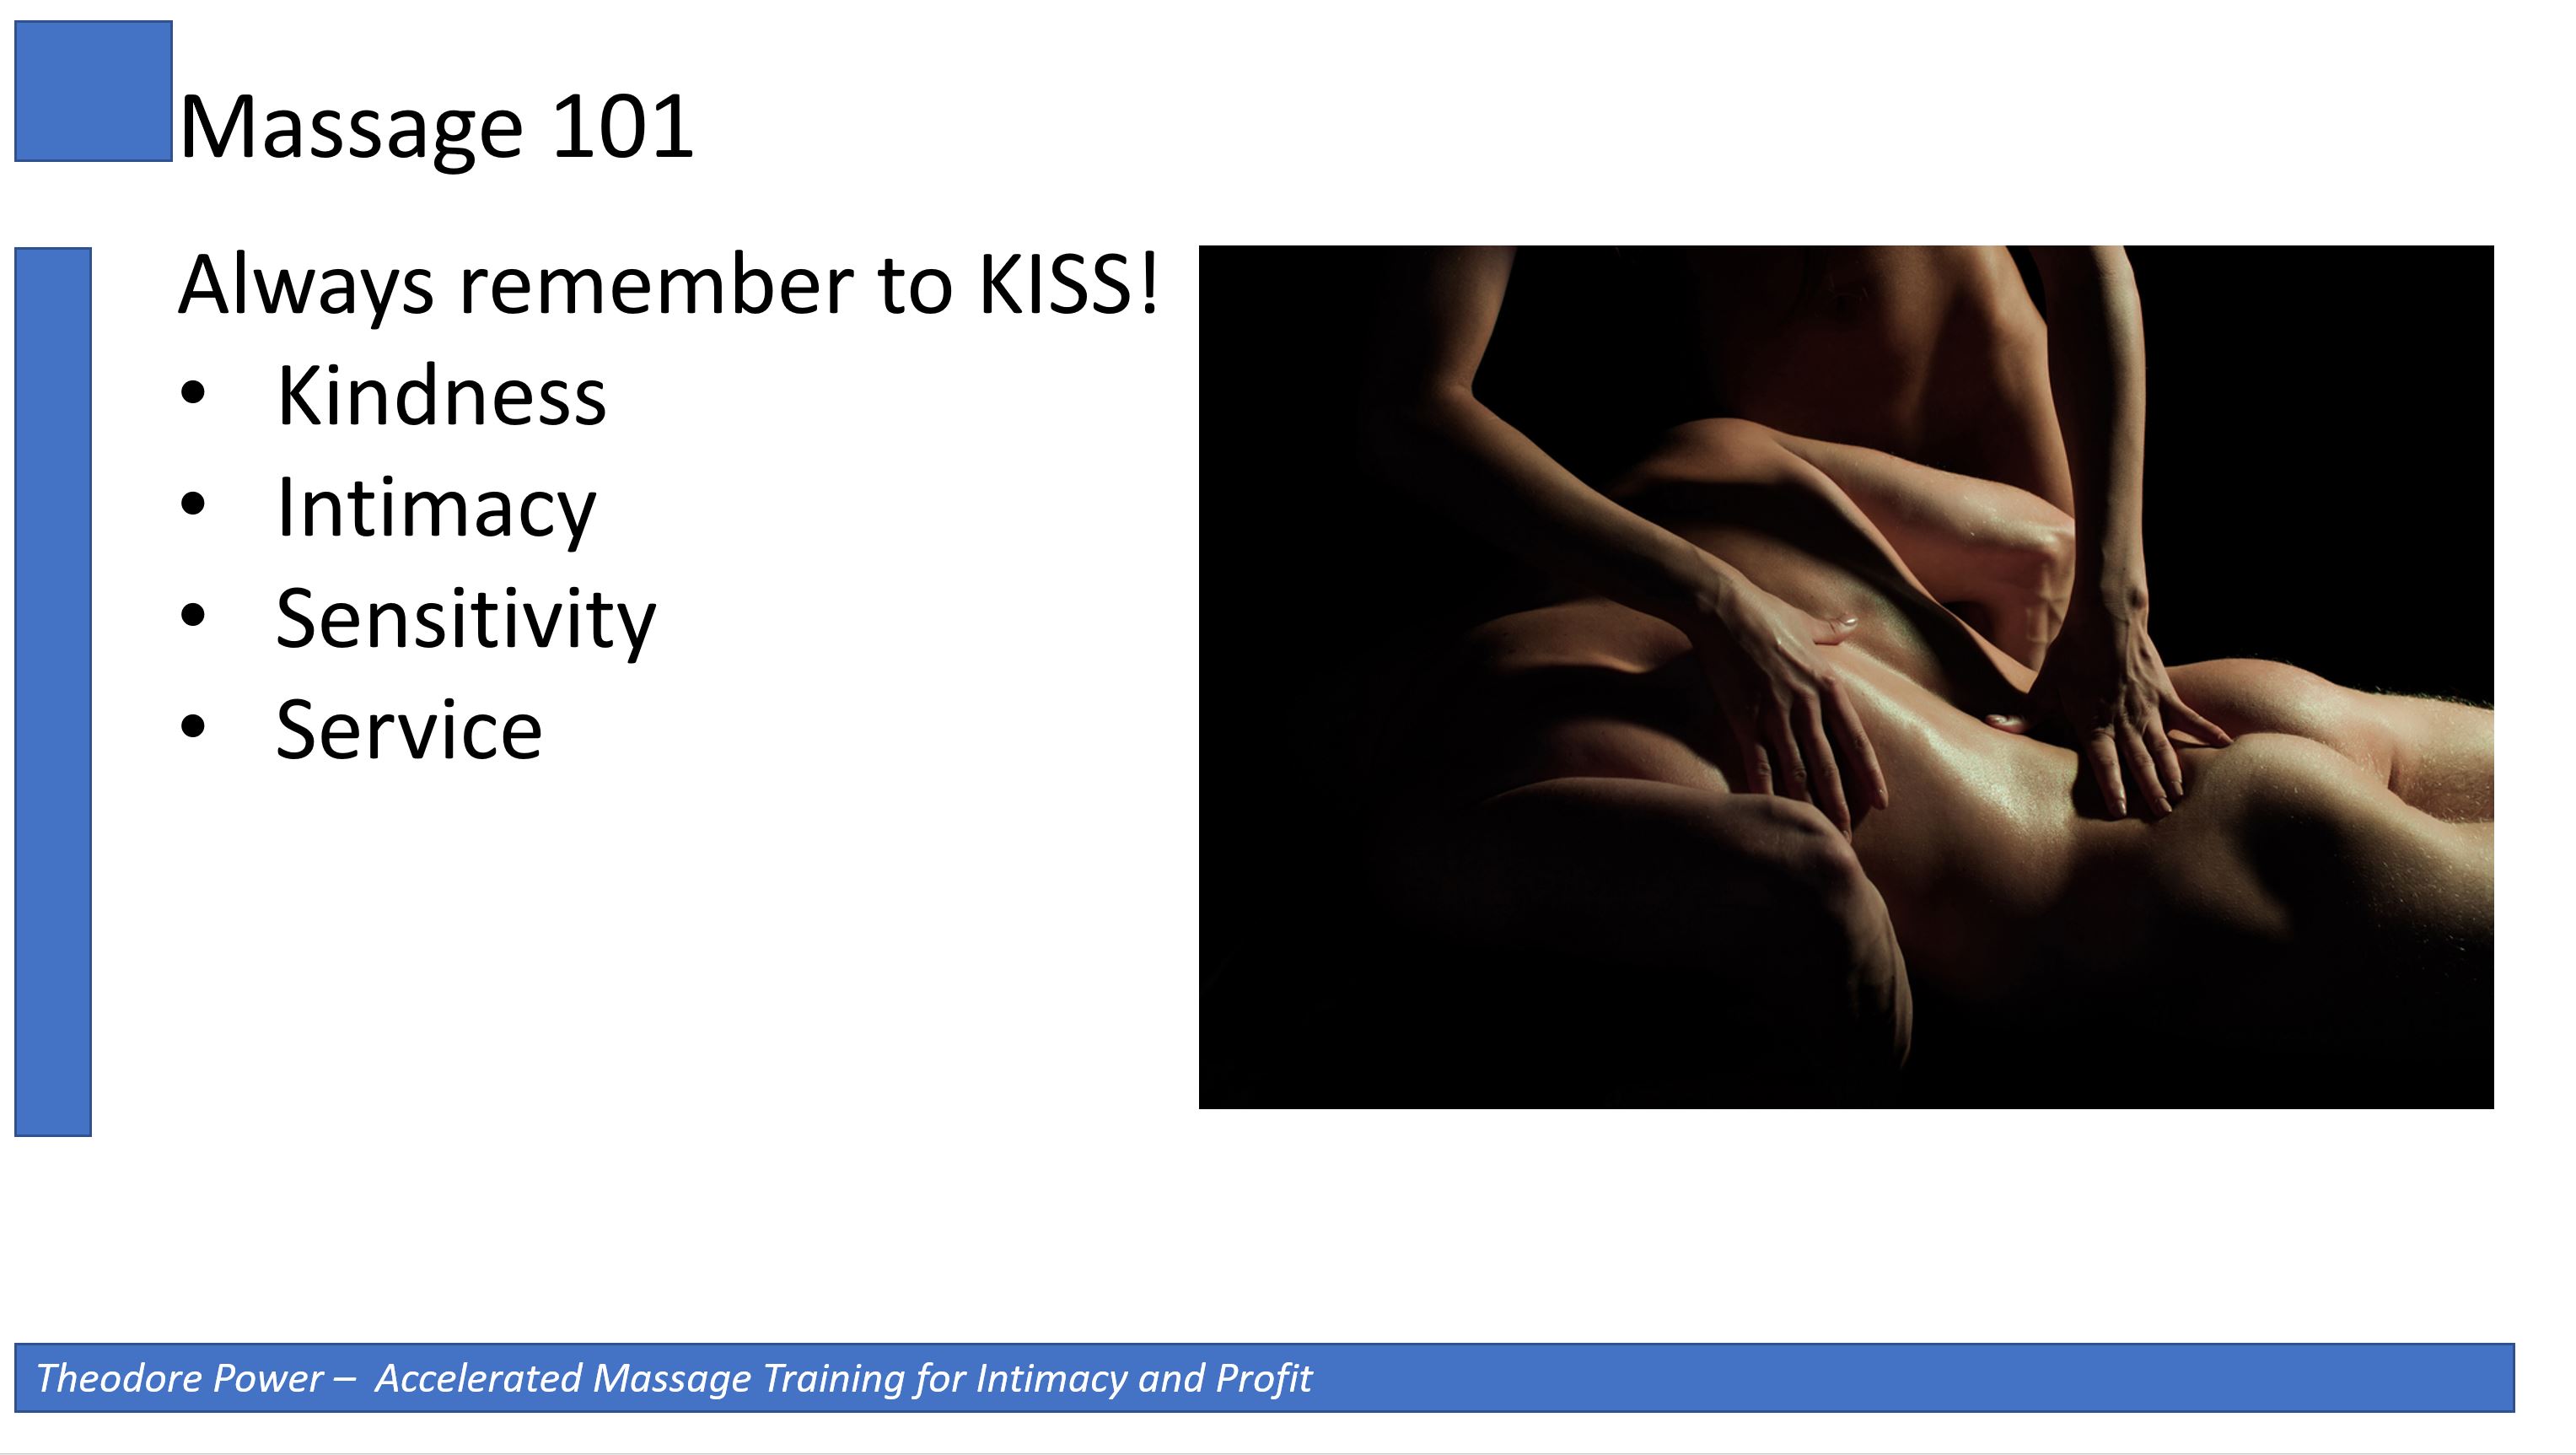 Massage 101
Always remember to KISS!
• Kindness
• Intimacy
• Sensitivity
• Service
Theodore Power – Accelerated Massage Training for Intimacy and Profit